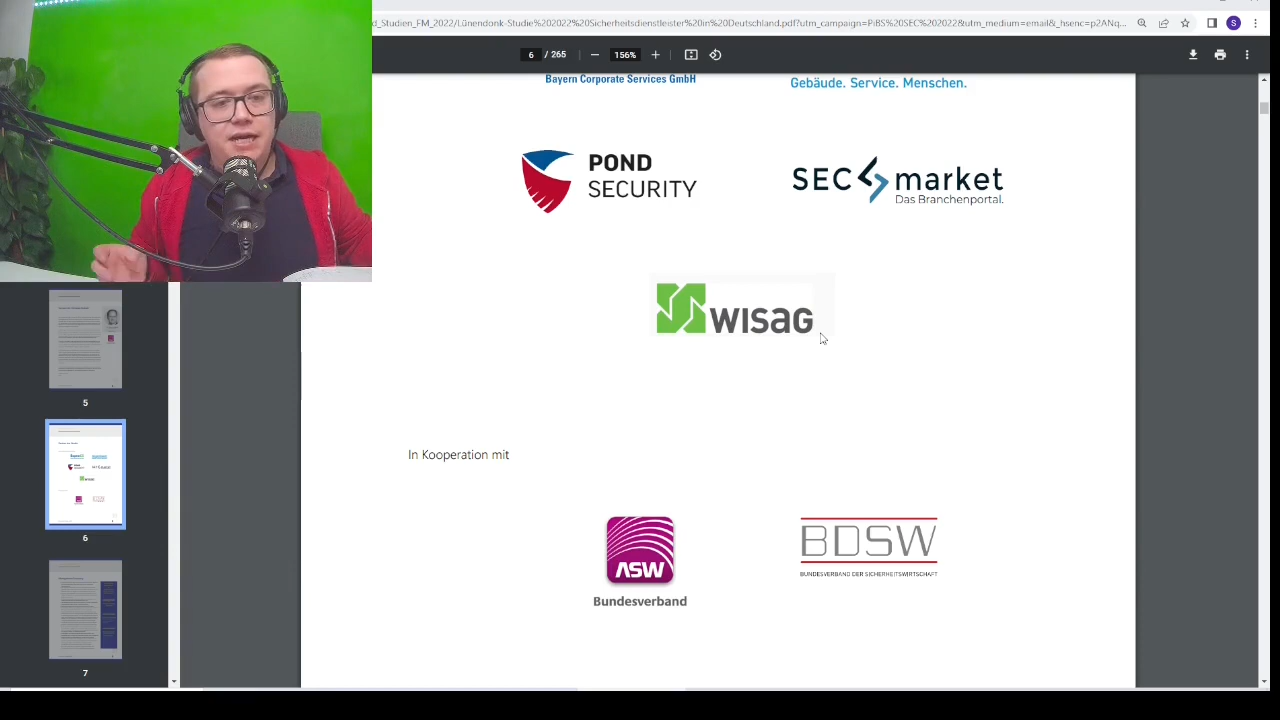 d_Studien_FM_2022/Lünendonk-Studie%202022%20Sicherheitsdienstleister%20in%20Deutschland.pdf?utm_campaign=PiBS%20SEC%202022&utm_medium=email&_hsenc=p2ANq...
S
6 / 265
156%
Bayern Corporate Services GmbH
Gebäude. Service. Menschen.
POND
SECURITY
SEC market
Das Branchenportal.
WISAG
In Kooperation mit
ASW
Bundesverband
BDSW
BUNDESVERBAND DER SICHERHEITSWIRTSCHAFT
5
6
7